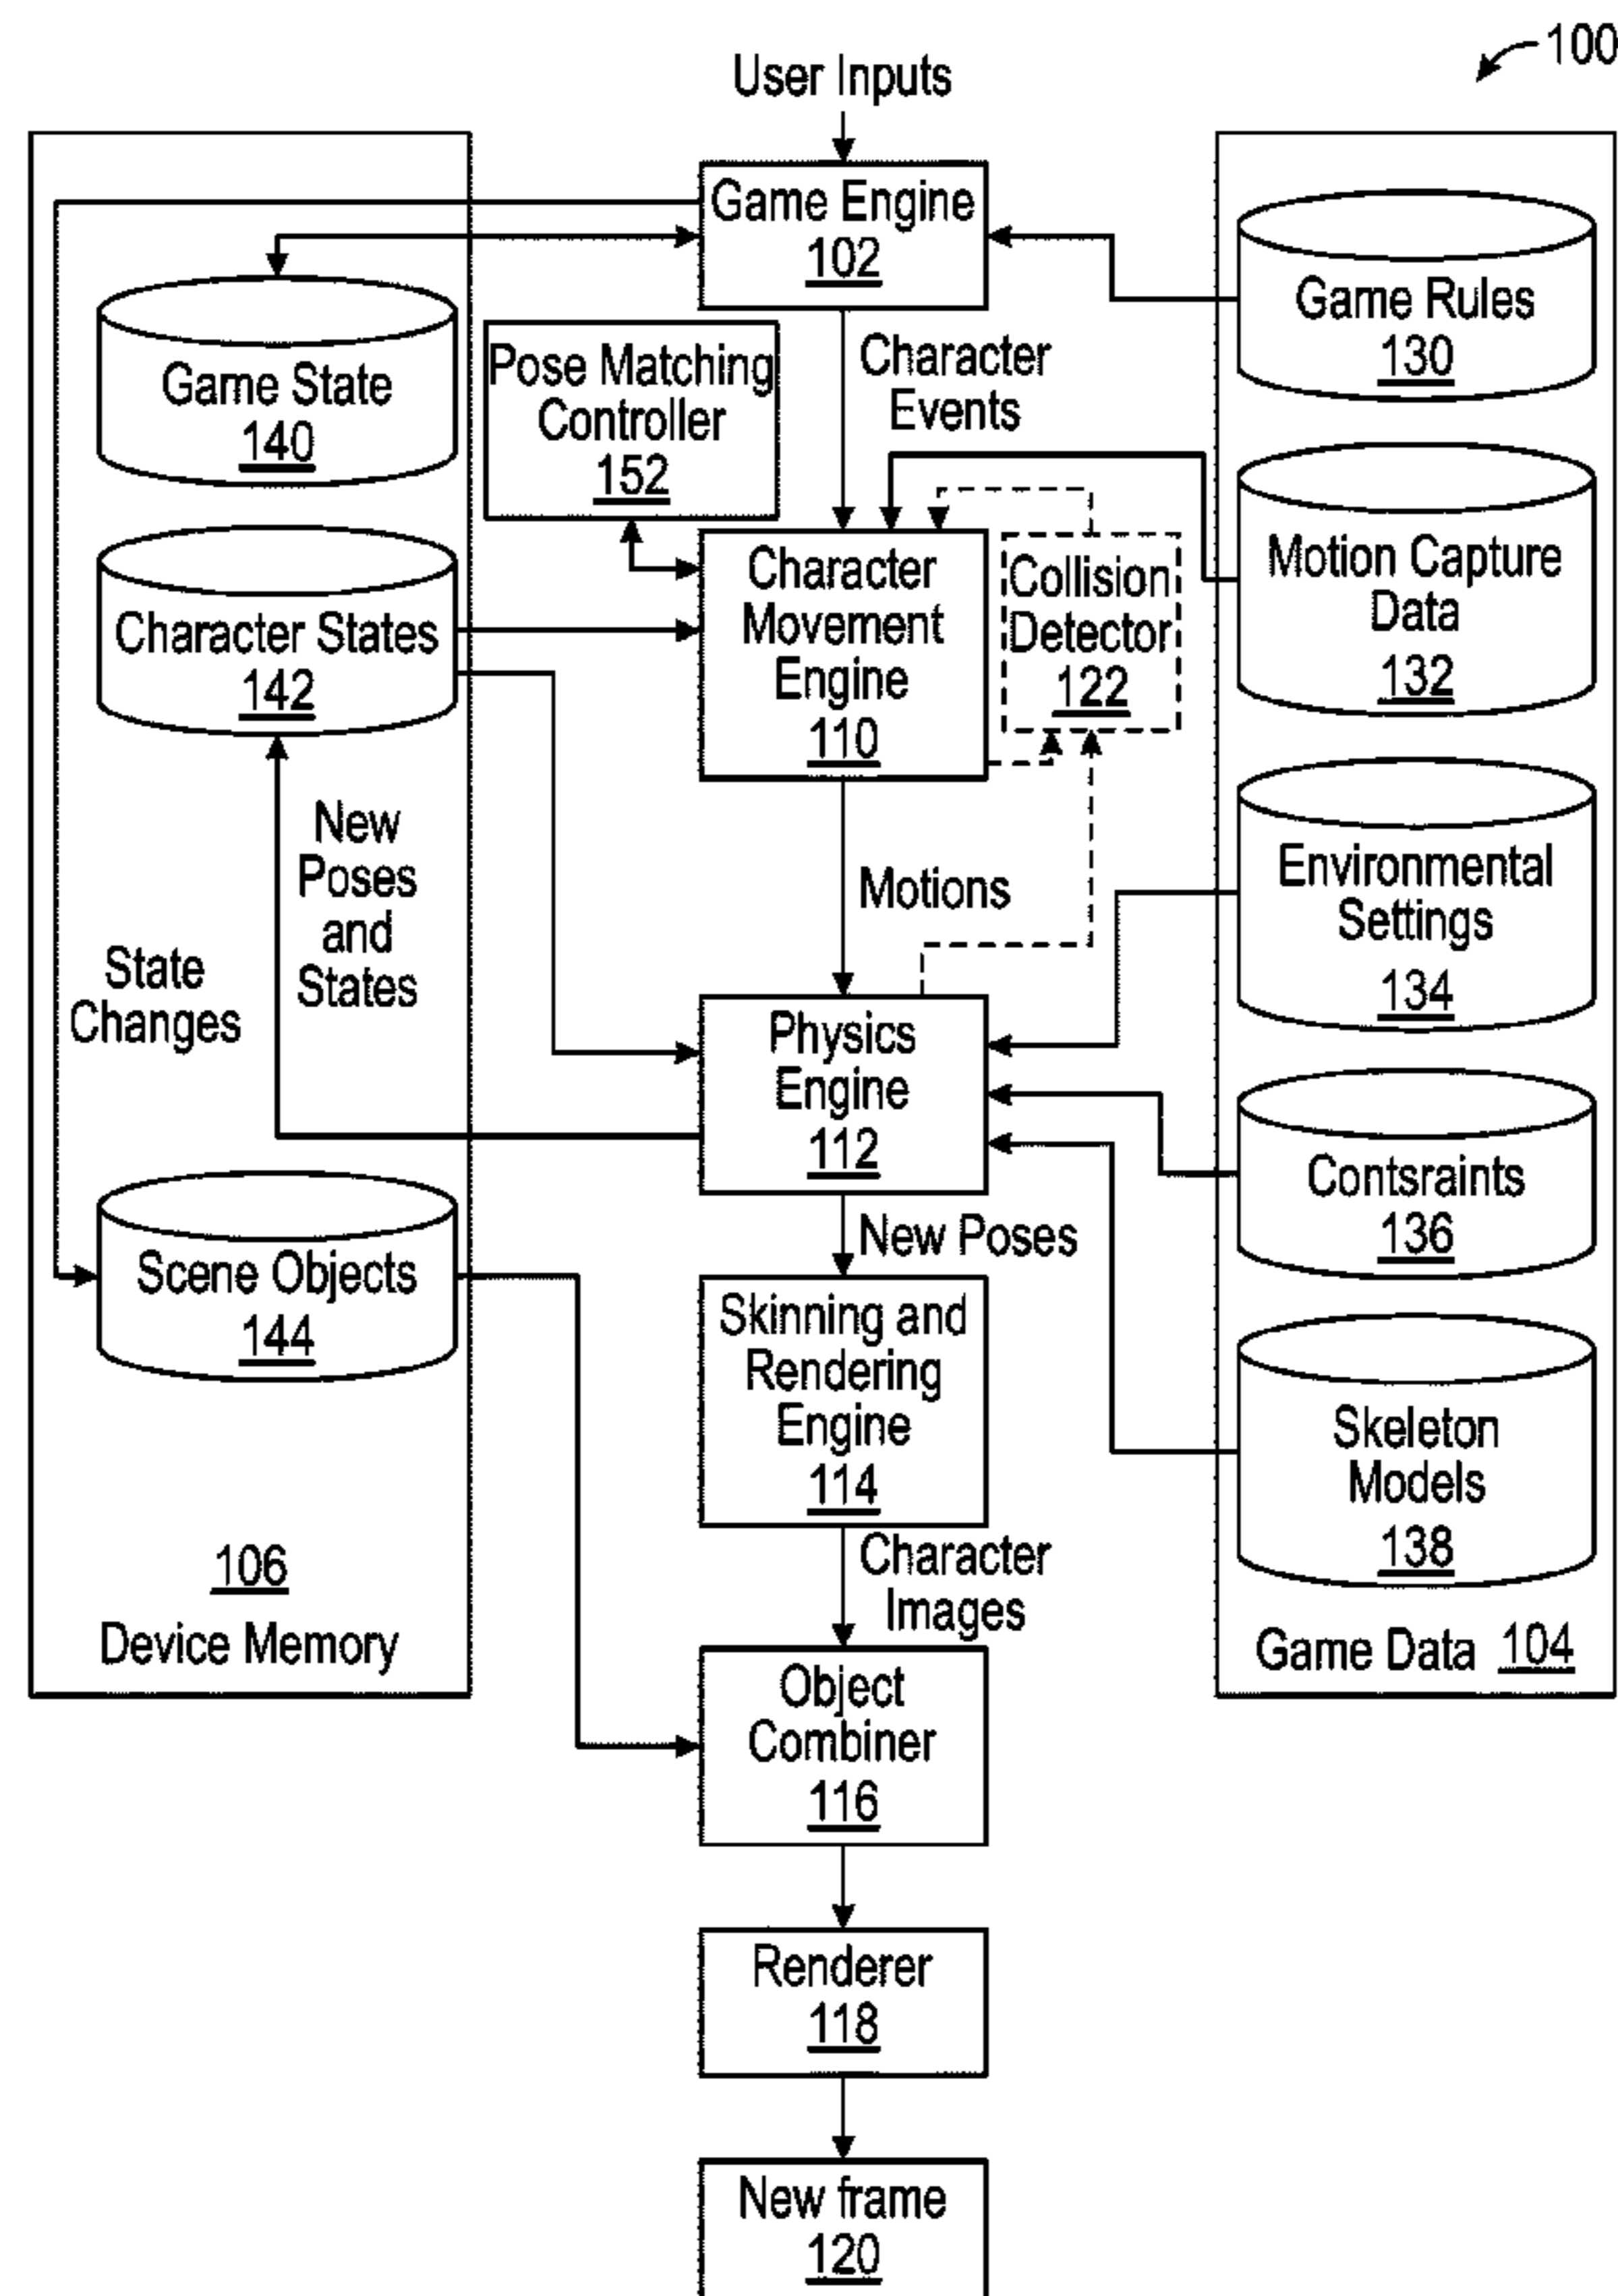 100
User Inputs
Game Engine
102
Game Rules
130
Game State
140
Pose Matching
Controller
152
Character
Events
Motion Capture
Data
132
Character States
142
Character
Movement
Engine
110
Collision
Detector
122
New
Poses
and
States
State
Changes
Motions
Environmental
Settings
134
Physics
Engine
112
Contsraints
136
New Poses
Scene Objects
144
Skinning and
Rendering
Engine
114
Skeleton
Models
138
106
Device Memory
Character
Images
Game Data 104
Object
Combiner
116
Renderer
118
New frame
120